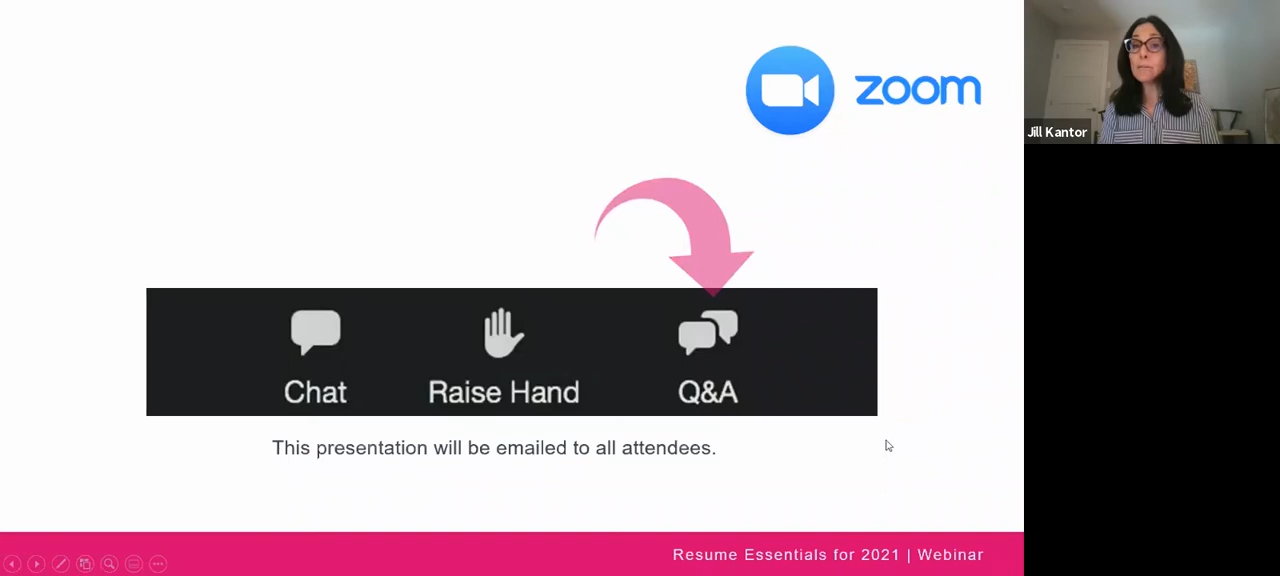 zoom
Jill Kantor
Chat
Raise Hand
Q&A
This presentation will be emailed to all attendees.
Resume Essentials for 2021 | Webinar